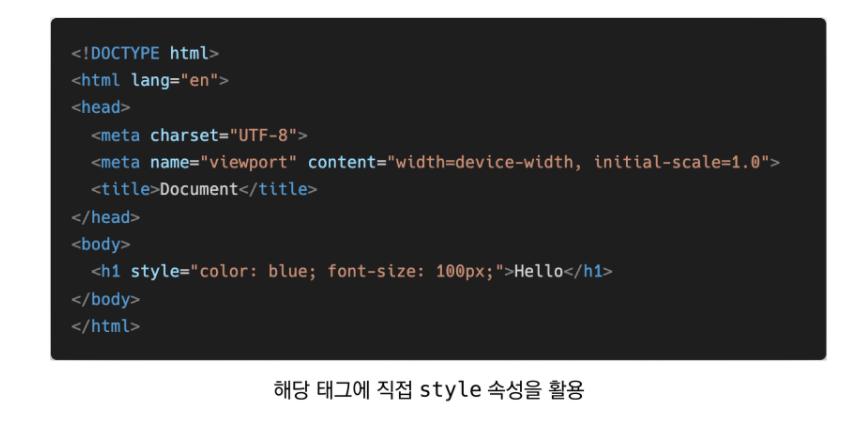 <!DOCTYPE html>
<html lang="en">
<head>
  <meta charset="UTF-8">
  <meta name="viewport" content="width=device-width, initial-scale=1.0">
  <title>Document</title>
</head>
<body>
  <h1 style="color: blue; font-size: 100px;">Hello</h1>
</body>
</html>
해당 태그에 직접 style 속성을 활용